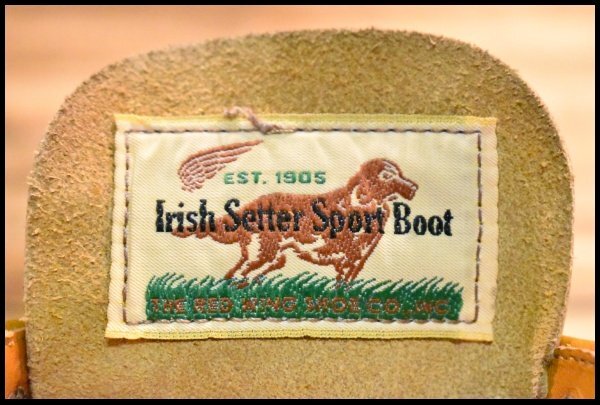 EST. 1905
Irish Setter Sport Boot
THE RED WING SHOE CO., INC.